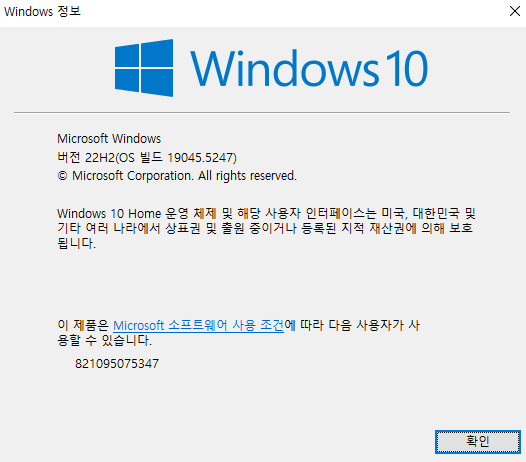 Windows 정보
Windows 10
Microsoft Windows
버전 22H2(OS 빌드 19045.5247)
© Microsoft Corporation. All rights reserved.
Windows 10 Home 운영 체제 및 해당 사용자 인터페이스는 미국, 대한민국 및
기타 여러 나라에서 상표권 및 출원 중이거나 등록된 지적 재산권에 의해 보호
됩니다.
이 제품은 Microsoft 소프트웨어 사용 조건에 따라 다음 사용자가 사
용할 수 있습니다.
821095075347
확인